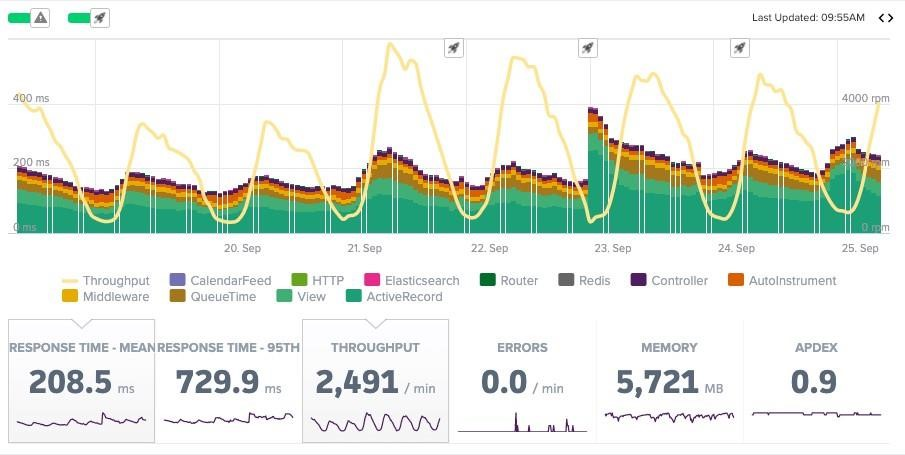 Last Updated: 09:55AM
400 ms
4000 rpm
200 ms
0 ms
0 rpm
20. Sep
21. Sep
22. Sep
23. Sep
24. Sep
25. Sep
Throughput
CalendarFeed
HTTP
Elasticsearch
Router
Redis
Controller
AutoInstrument
Middleware
QueueTime
View
ActiveRecord
RESPONSE TIME - MEAN
RESPONSE TIME - 95TH
THROUGHPUT
ERRORS
MEMORY
APDEX
208.5 ms
729.9 ms
2,491 / min
0.0 / min
5,721 MB
0.9